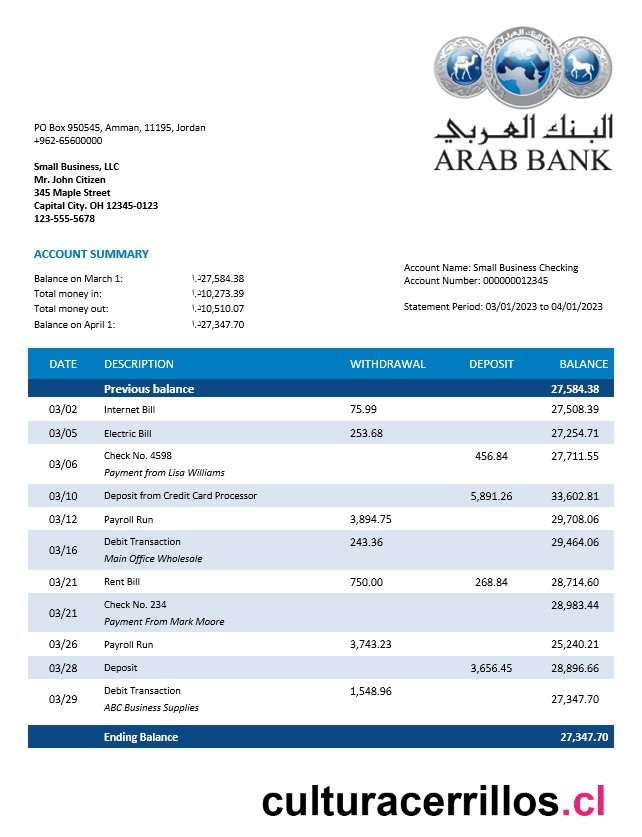 PO Box 950545, Amman, 11195, Jordan
+962-65600000
البنك العربي
ARAB BANK
Small Business, LLC
Mr. John Citizen
345 Maple Street
Capital City. OH 12345-0123
123-555-5678
ACCOUNT SUMMARY
Balance on March 1: د.ا27,584.38
Total money in: د.ا10,273.39
Total money out: د.ا10,510.07
Balance on April 1: د.ا27,347.70
Account Name: Small Business Checking
Account Number: 000000012345
Statement Period: 03/01/2023 to 04/01/2023
DATE DESCRIPTION WITHDRAWAL DEPOSIT BALANCE
Previous balance 27,584.38
03/02 Internet Bill 75.99 27,508.39
03/05 Electric Bill 253.68 27,254.71
03/06 Check No. 4598 456.84 27,711.55
Payment from Lisa Williams
03/10 Deposit from Credit Card Processor 5,891.26 33,602.81
03/12 Payroll Run 3,894.75 29,708.06
03/16 Debit Transaction 243.36 29,464.06
Main Office Wholesale
03/21 Rent Bill 750.00 268.84 28,714.60
03/21 Check No. 234 28,983.44
Payment From Mark Moore
03/26 Payroll Run 3,743.23 25,240.21
03/28 Deposit 3,656.45 28,896.66
03/29 Debit Transaction 1,548.96 27,347.70
ABC Business Supplies
Ending Balance 27,347.70
culturacerrillos.cl